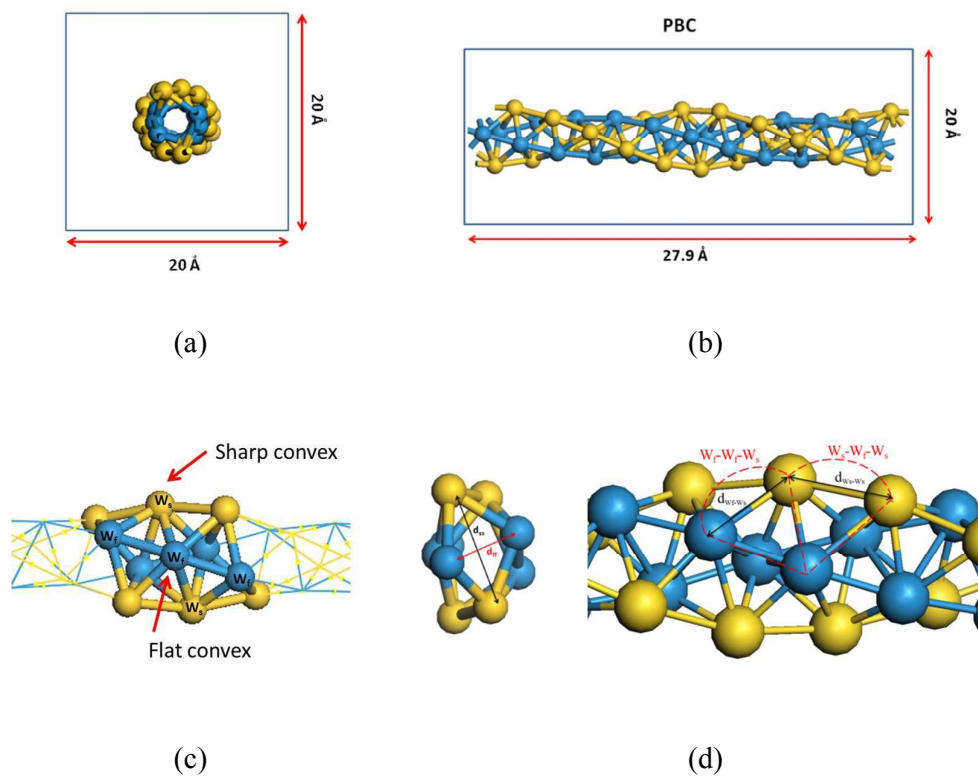 20 Å
20 Å
(a)
PBC
20 Å
27.9 Å
(b)
Sharp convex
Ws
Wf
Wf
Wf
Ws
Flat convex
(c)
dss
dff
Wf-Wf-Ws
Ws-Wf-Ws
dWf-Ws
dWs-Ws
(d)